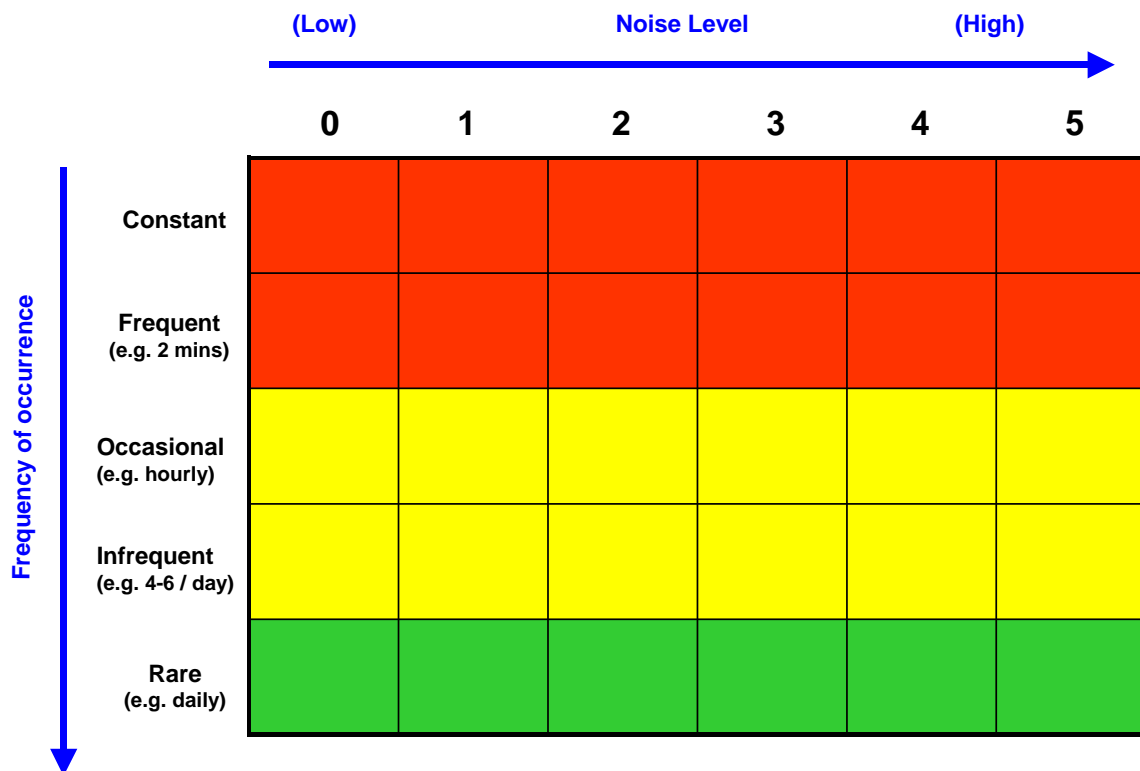 (Low) Noise Level (High)
0 1 2 3 4 5
Frequency of occurrence
Constant
Frequent
(e.g. 2 mins)
Occasional
(e.g. hourly)
Infrequent
(e.g. 4-6 / day)
Rare
(e.g. daily)